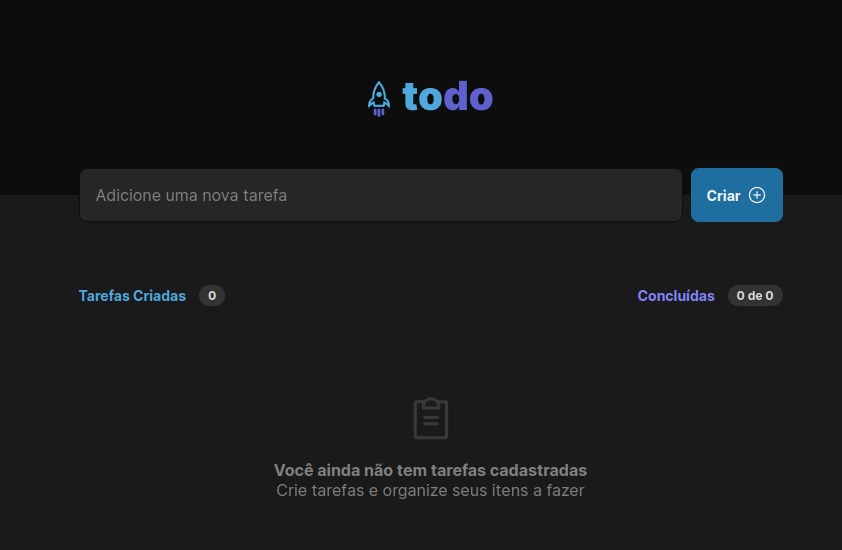 todo
Adicione uma nova tarefa
Criar
Tarefas Criadas 0
Concluídas 0 de 0
Você ainda não tem tarefas cadastradas
Crie tarefas e organize seus itens a fazer